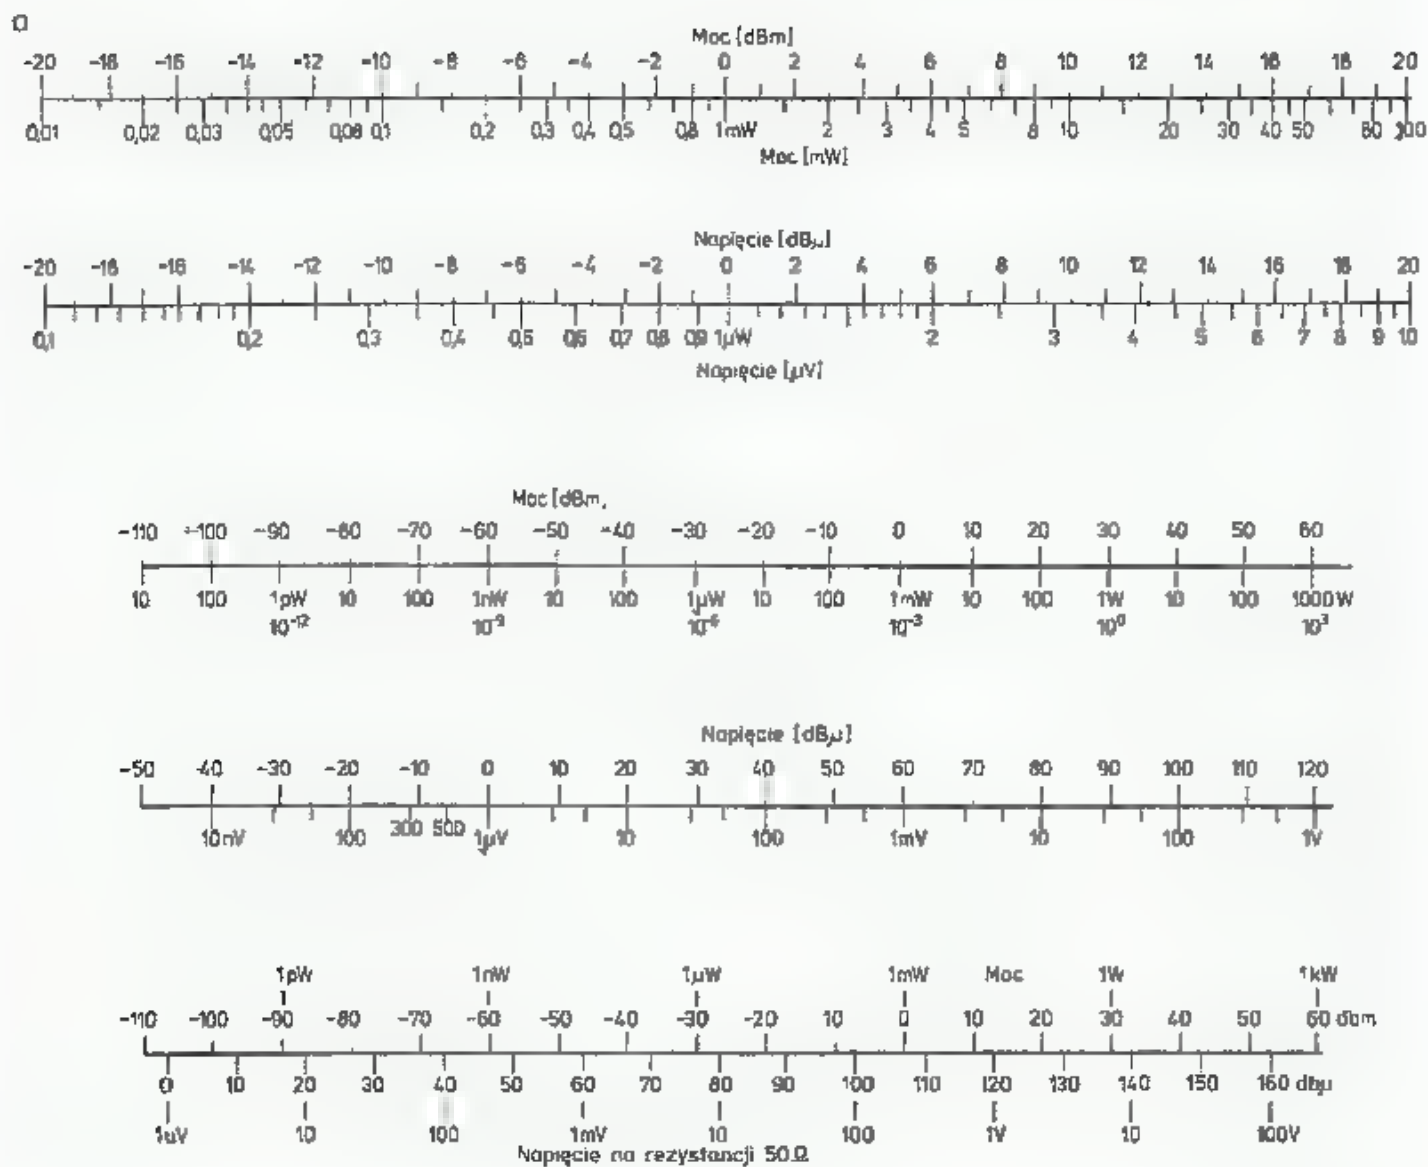 a
Moc [dBm]
-20 -18 -16 -14 -12 -10 -8 -6 -4 -2 0 2 4 6 8 10 12 14 16 18 20
0,01 0,02 0,03 0,05 0,08 0,1 0,2 0,3 0,4 0,5 0,8 1mW 2 3 4 5 8 10 20 30 40 50 80 100
Moc [mW]
Napięcie [dBµ]
-20 -18 -16 -14 -12 -10 -8 -6 -4 -2 0 2 4 6 8 10 12 14 16 18 20
0,1 0,2 0,3 0,4 0,5 0,6 0,7 0,8 0,9 1µW 2 3 4 5 6 7 8 9 10
Napięcie [µV]
Moc [dBm,
-110 -100 -90 -80 -70 -60 -50 -40 -30 -20 -10 0 10 20 30 40 50 60
10 100 1pW 10 100 1nW 10 100 1µW 10 100 1mW 10 100 1W 10 100 1000W
10⁻¹² 10⁻⁹ 10⁻⁶ 10⁻³ 10⁰ 10³
Napięcie [dBµ]
-50 -40 -30 -20 -10 0 10 20 30 40 50 60 70 80 90 100 110 120
300 500
10nV 100 1µV 10 100 1mV 10 100 1V
1pW 1nW 1µW 1mW Moc 1W 1kW
-110 -100 -90 -80 -70 -60 -50 -40 -30 -20 10 0 10 20 30 40 50 60 dbm
0 10 20 30 40 50 60 70 80 90 100 110 120 130 140 150 160 dbµ
1uV 10 100 1mV 10 100 1V 10 100V
Napięcie na rezystancji 50Ω